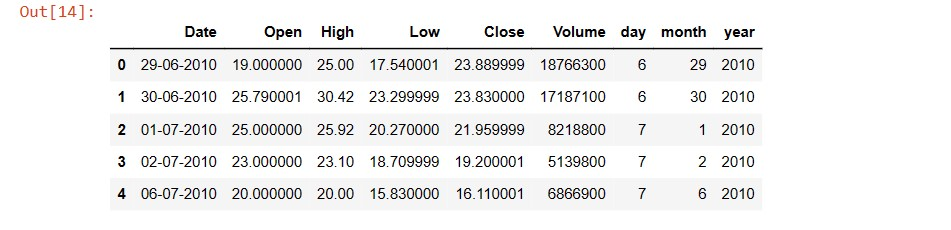 Out[14]:
Date Open High Low Close Volume day month year
0 29-06-2010 19.000000 25.00 17.540001 23.889999 18766300 6 29 2010
1 30-06-2010 25.790001 30.42 23.299999 23.830000 17187100 6 30 2010
2 01-07-2010 25.000000 25.92 20.270000 21.959999 8218800 7 1 2010
3 02-07-2010 23.000000 23.10 18.709999 19.200001 5139800 7 2 2010
4 06-07-2010 20.000000 20.00 15.830000 16.110001 6866900 7 6 2010